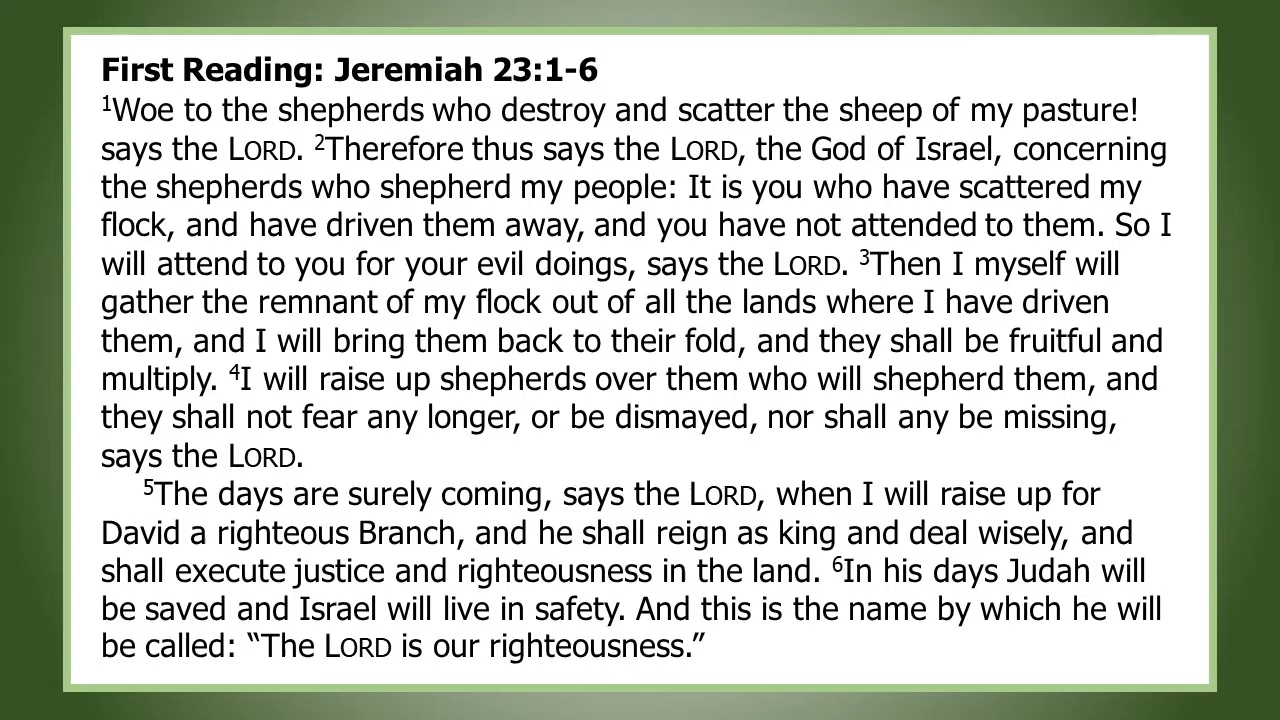 First Reading: Jeremiah 23:1-6
¹Woe to the shepherds who destroy and scatter the sheep of my pasture!
says the LORD. ²Therefore thus says the LORD, the God of Israel, concerning
the shepherds who shepherd my people: It is you who have scattered my
flock, and have driven them away, and you have not attended to them. So I
will attend to you for your evil doings, says the LORD. ³Then I myself will
gather the remnant of my flock out of all the lands where I have driven
them, and I will bring them back to their fold, and they shall be fruitful and
multiply. ⁴I will raise up shepherds over them who will shepherd them, and
they shall not fear any longer, or be dismayed, nor shall any be missing,
says the LORD.
⁵The days are surely coming, says the LORD, when I will raise up for
David a righteous Branch, and he shall reign as king and deal wisely, and
shall execute justice and righteousness in the land. ⁶In his days Judah will
be saved and Israel will live in safety. And this is the name by which he will
be called: “The LORD is our righteousness.”